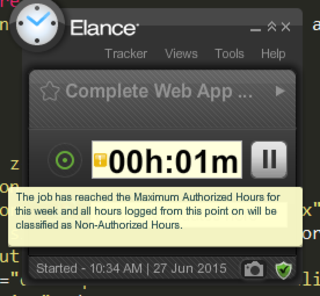 Elance
Tracker Views Tools Help
Complete Web App ...
00h:01m
The job has reached the Maximum Authorized Hours for
this week and all hours logged from this point on will be
classified as Non-Authorized Hours.
Started - 10:34 AM | 27 Jun 2015